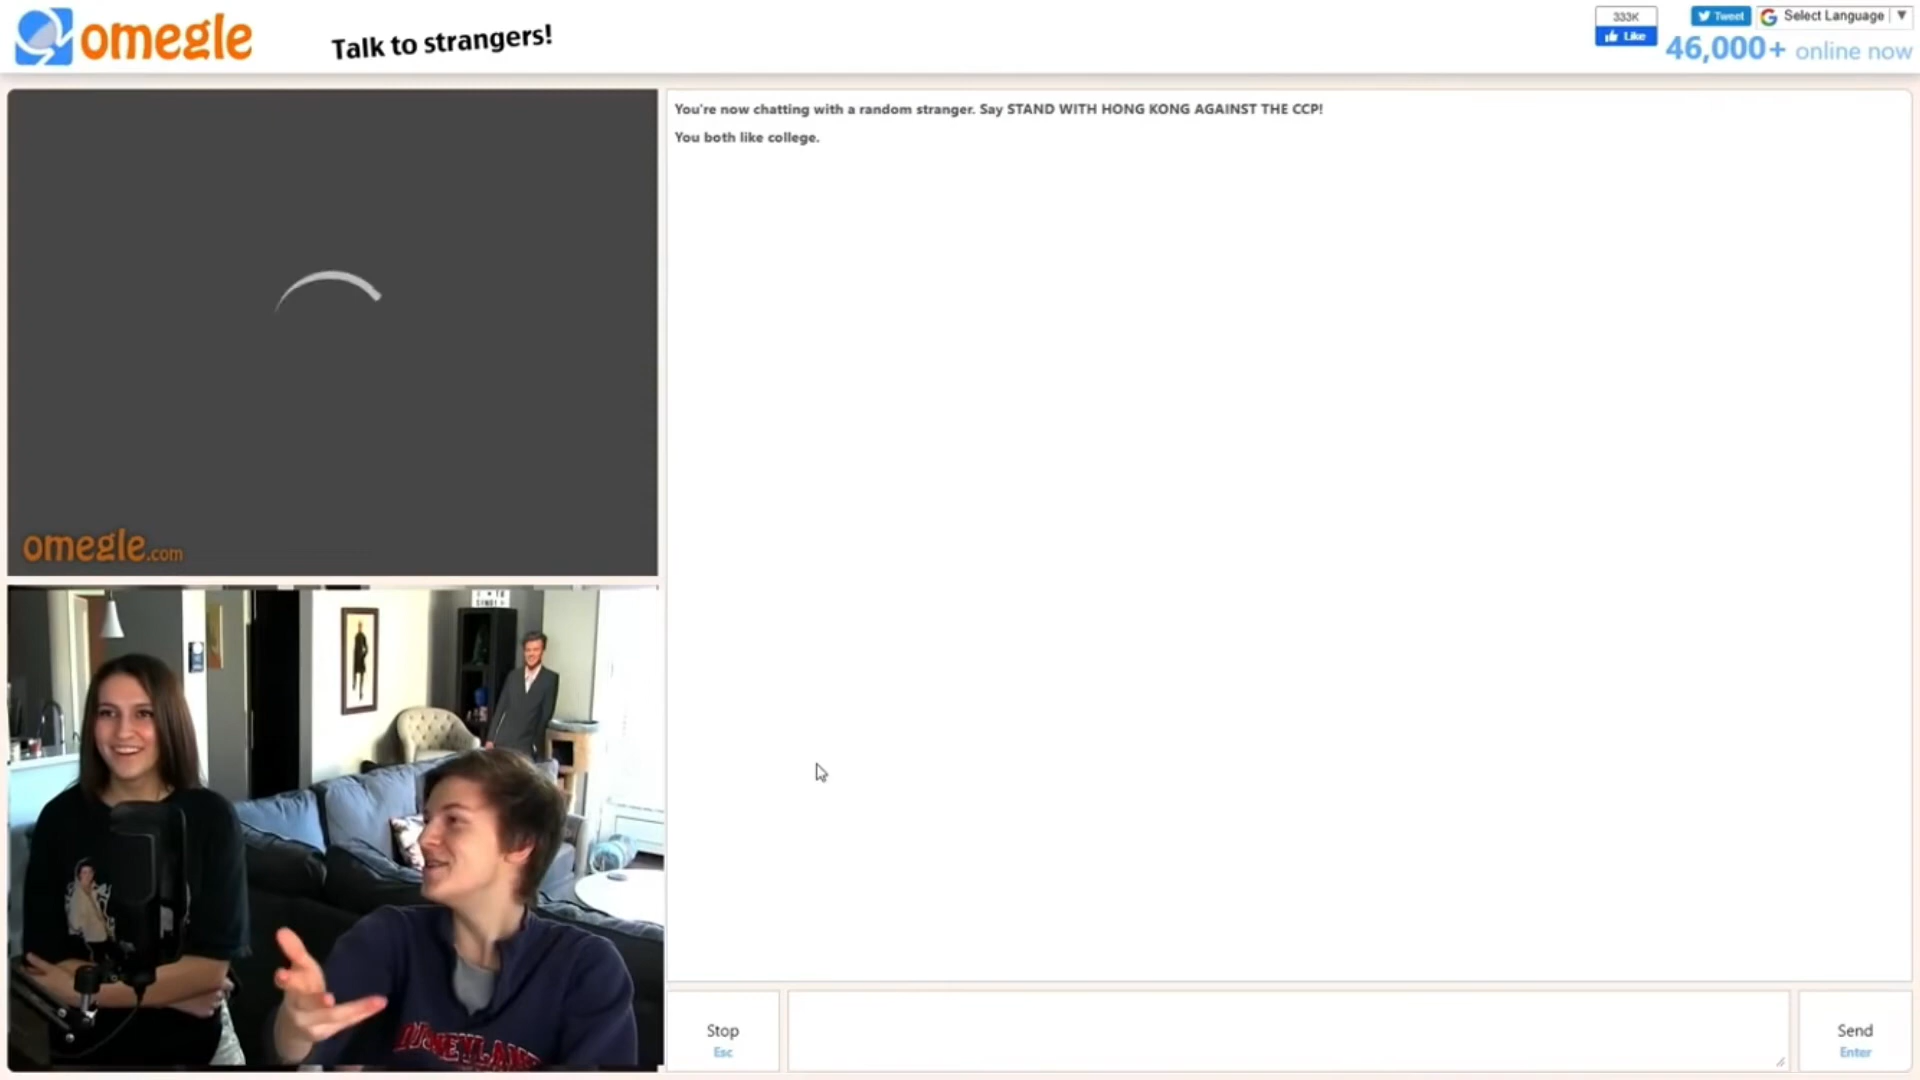 omegle
Talk to strangers!
333K
Like
Tweet
Select Language
46,000+ online now
You're now chatting with a random stranger. Say STAND WITH HONG KONG AGAINST THE CCP!
You both like college.
omegle.com
DISNEYLAND
Stop
Esc
Send
Enter